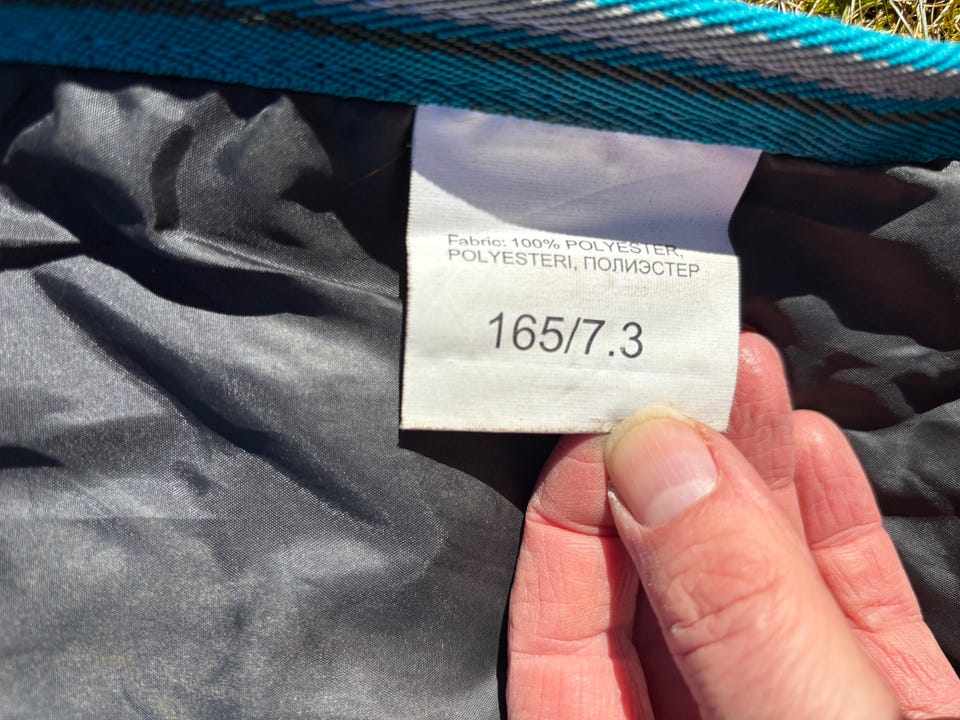 Fabric: 100% POLYESTER,
POLYESTERI, ПОЛИЭСТЕР
165/7.3